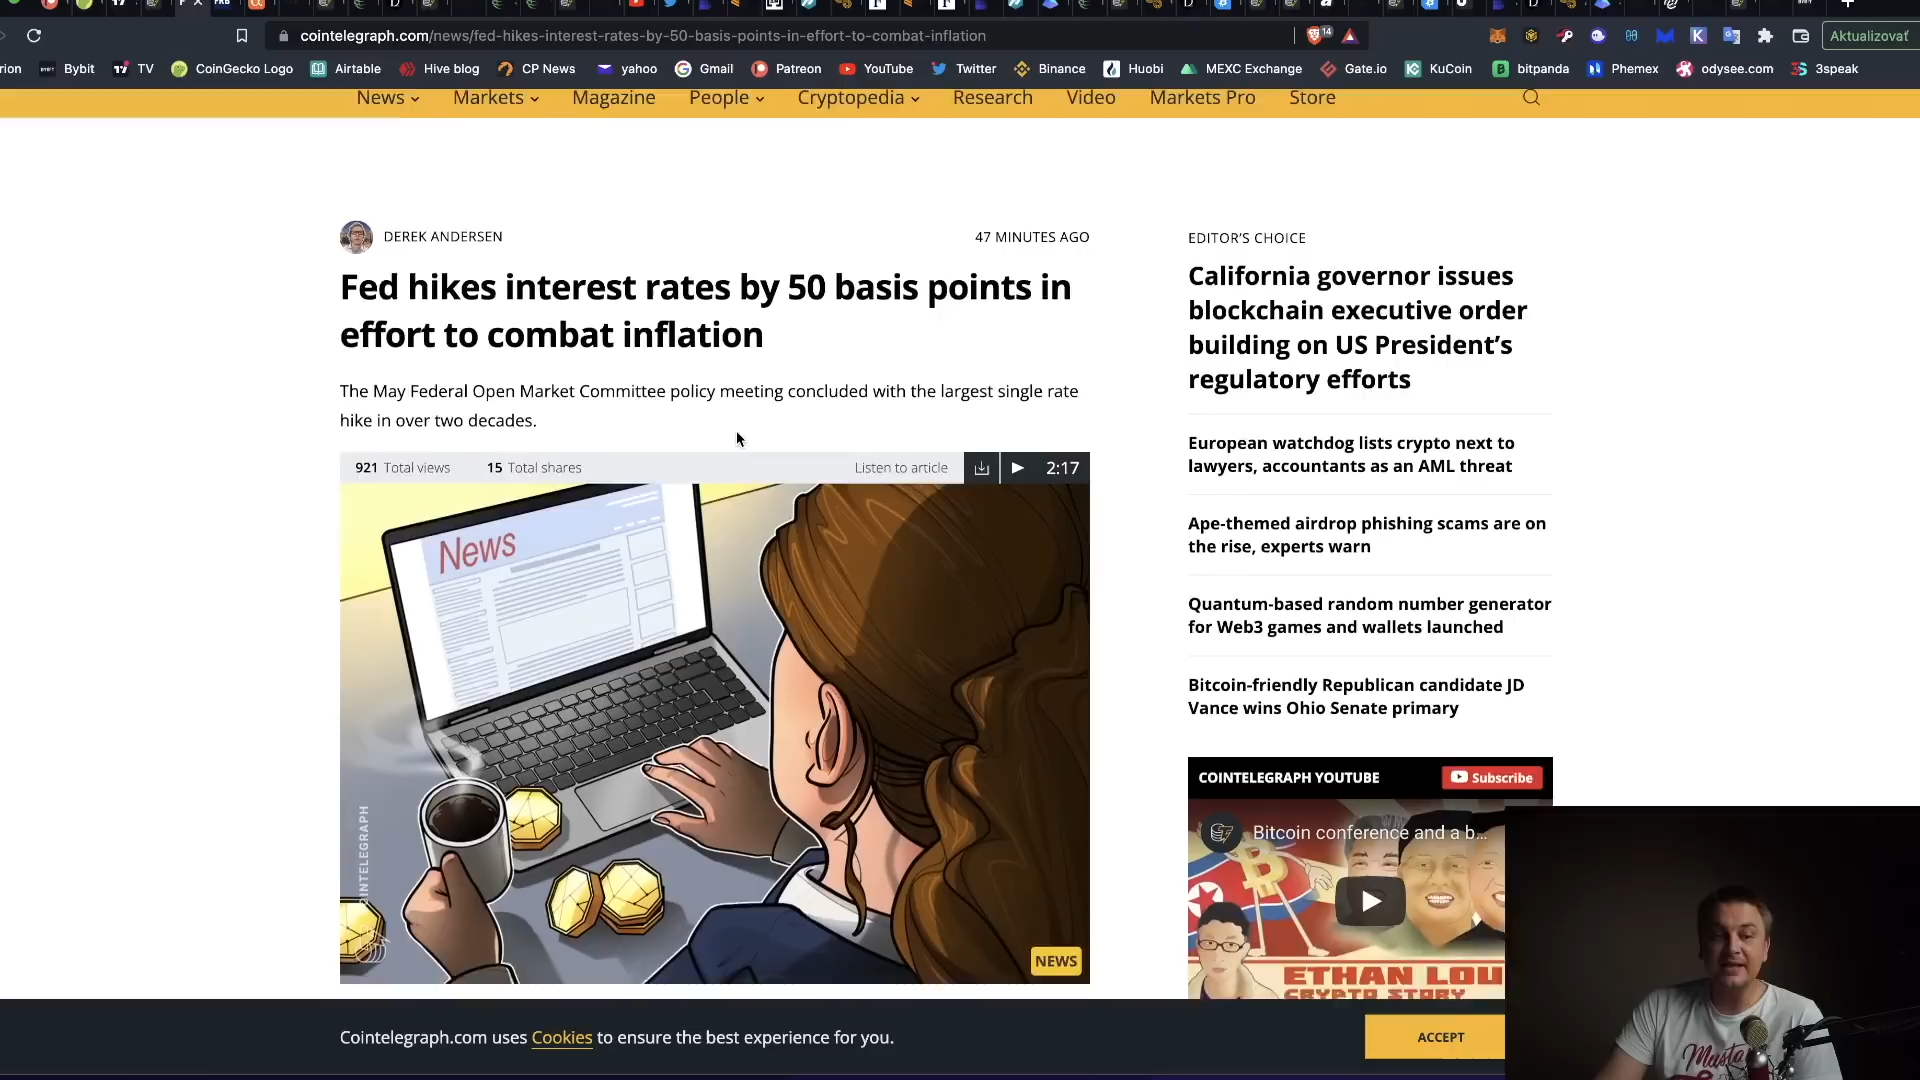 cointelegraph.com/news/fed-hikes-interest-rates-by-50-basis-points-in-effort-to-combat-inflation
14
Aktualizovať
rion Bybit TV CoinGecko Logo Airtable Hive blog CP News yahoo Gmail Patreon YouTube Twitter Binance Huobi MEXC Exchange Gate.io KuCoin bitpanda Phemex odysee.com 3speak
News Markets Magazine People Cryptopedia Research Video Markets Pro Store
DEREK ANDERSEN
47 MINUTES AGO
Fed hikes interest rates by 50 basis points in
effort to combat inflation
The May Federal Open Market Committee policy meeting concluded with the largest single rate
hike in over two decades.
921 Total views 15 Total shares Listen to article 2:17
News
COINTELEGRAPH
NEWS
EDITOR'S CHOICE
California governor issues
blockchain executive order
building on US President's
regulatory efforts
European watchdog lists crypto next to
lawyers, accountants as an AML threat
Ape-themed airdrop phishing scams are on
the rise, experts warn
Quantum-based random number generator
for Web3 games and wallets launched
Bitcoin-friendly Republican candidate JD
Vance wins Ohio Senate primary
COINTELEGRAPH YOUTUBE Subscribe
Bitcoin conference and a b...
ETHAN LOU
CRYPTO STORY
Cointelegraph.com uses Cookies to ensure the best experience for you.
ACCEPT